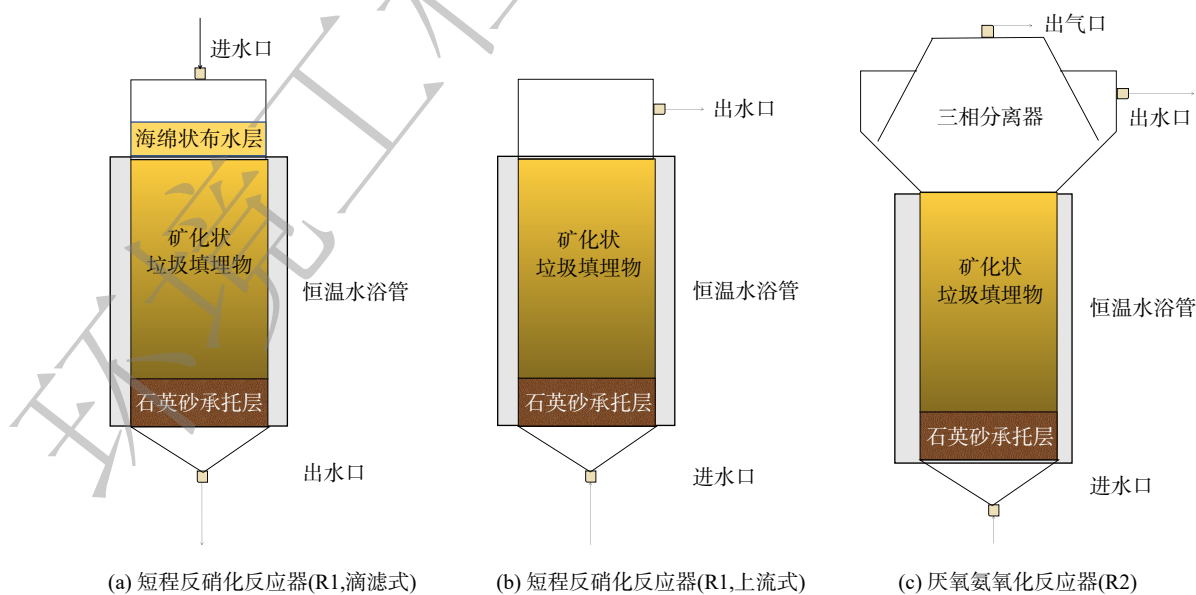 进水口
海绵状布水层
矿化状
垃圾填埋物
恒温水浴管
石英砂承托层
出水口
(a) 短程反硝化反应器(R1,滴滤式)
出水口
矿化状
垃圾填埋物
恒温水浴管
石英砂承托层
进水口
(b) 短程反硝化反应器(R1,上流式)
出气口
三相分离器
出水口
矿化状
垃圾填埋物
恒温水浴管
石英砂承托层
进水口
(c) 厌氧氨氧化反应器(R2)
环境工程